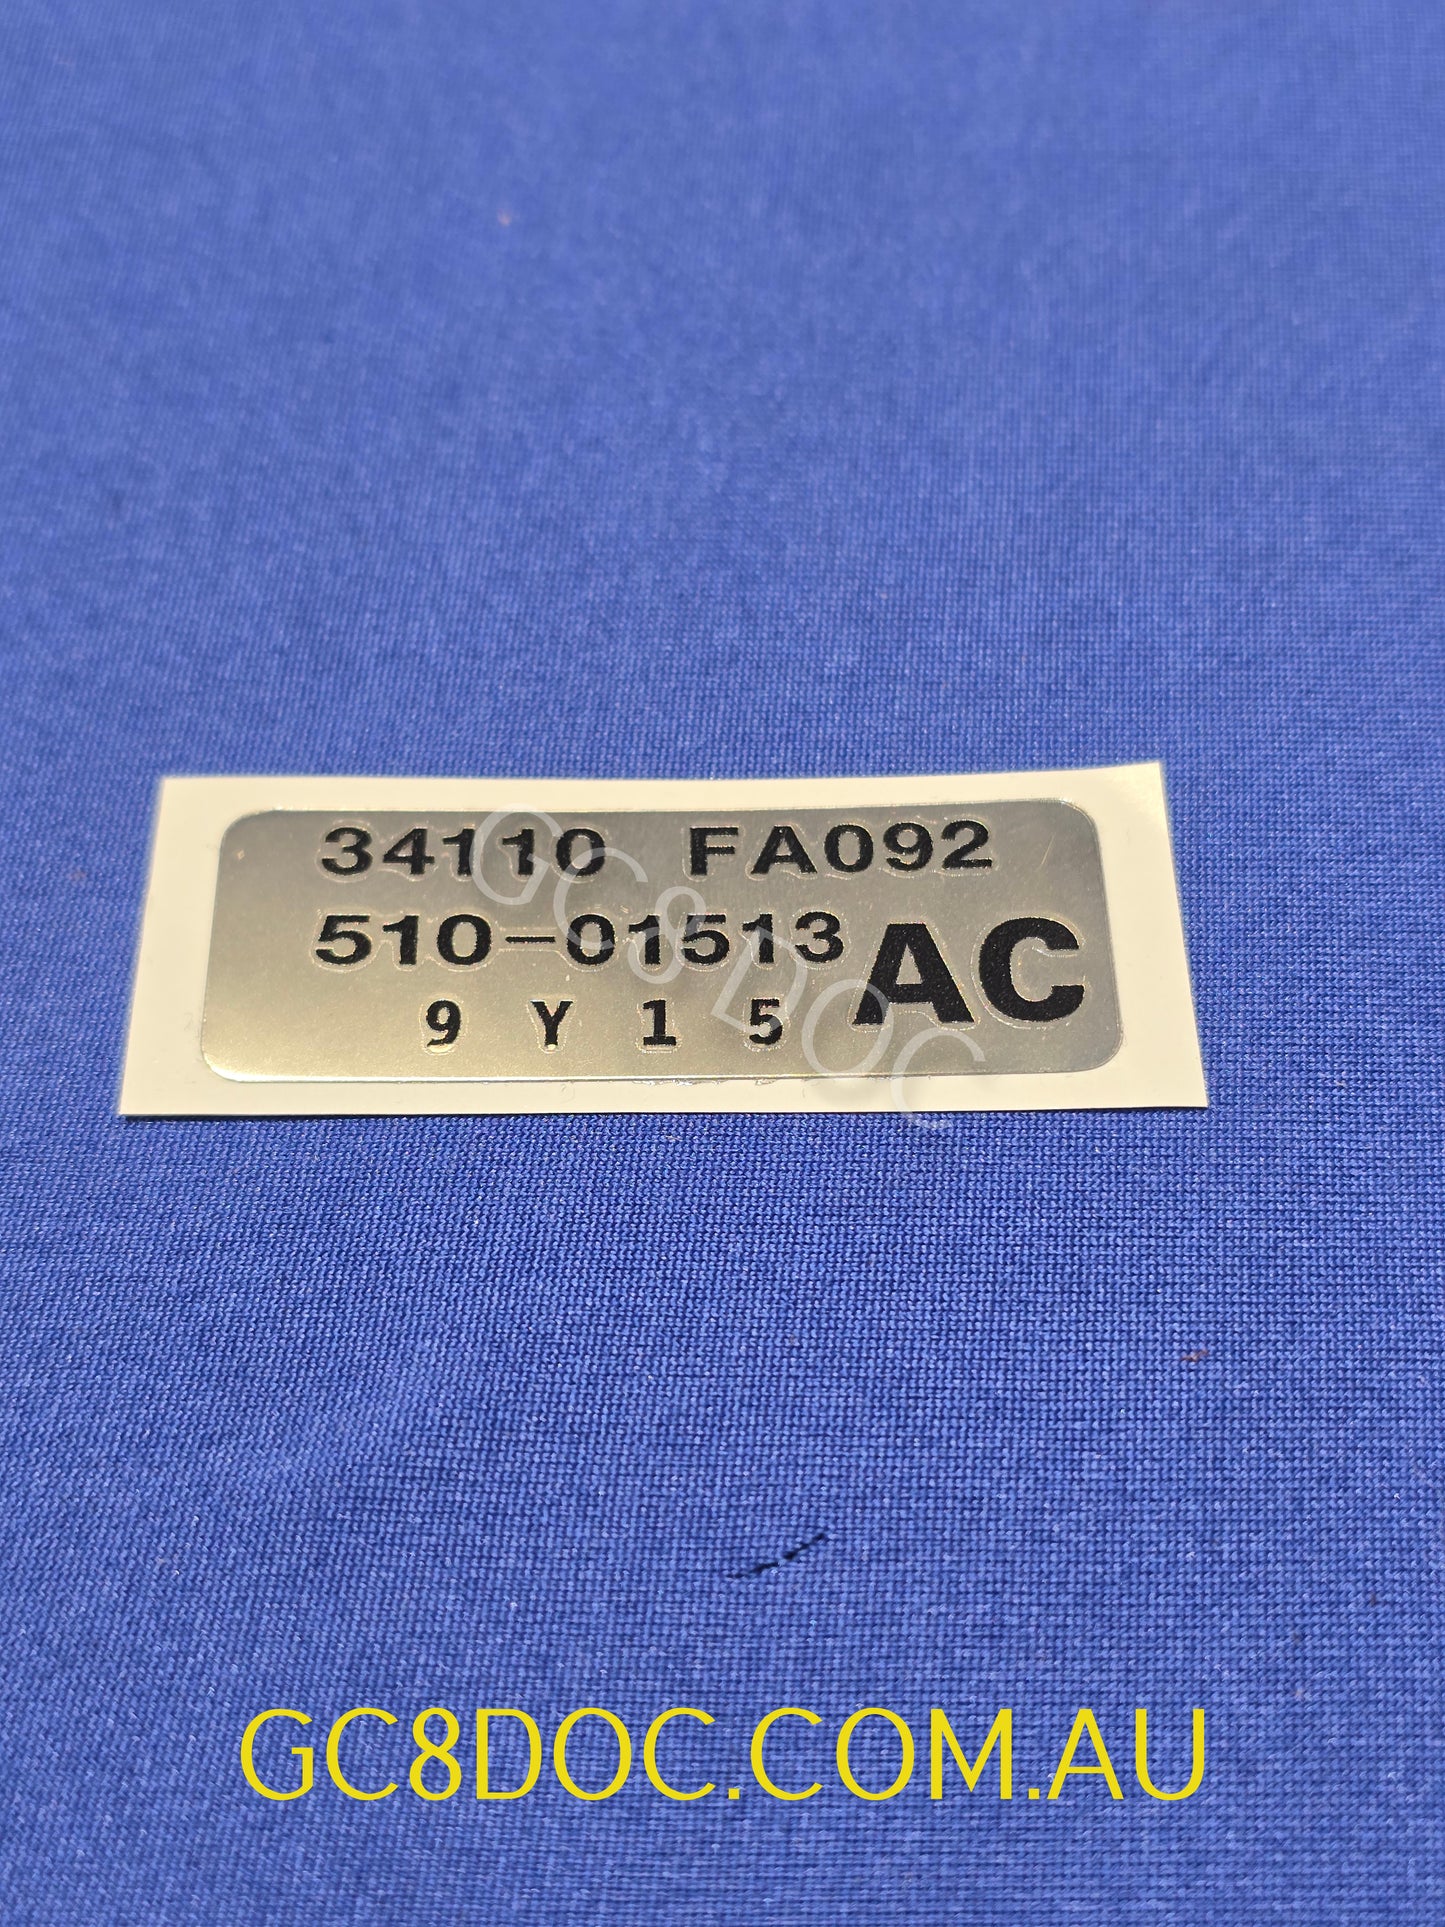 34110 FA092
510-01513 AC
9 Y 1 5
GC8DOC
GC8DOC.COM.AU